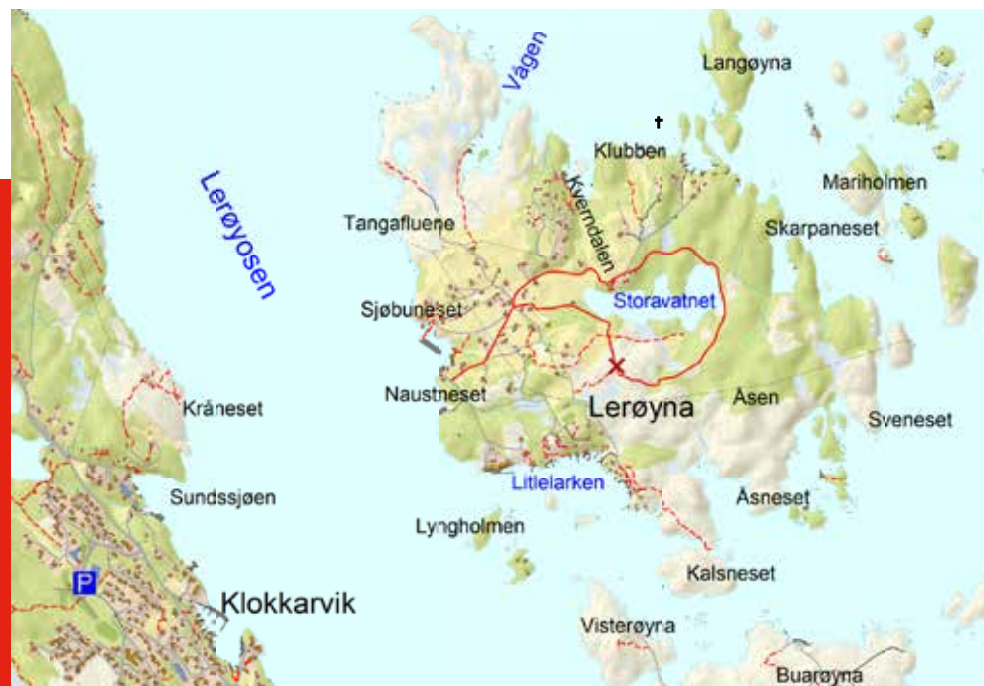 Vågen
Langøyna
Klubben
Mariholmen
Kverndalen
Lerøyosen
Tangafluene
Skarpaneset
Storavatnet
Sjøbuneset
Naustneset
Kråneset
Lerøyna
Åsen
Sveneset
Litlelarken
Sundssjøen
Åsneset
Lyngholmen
Kalsneset
P
Klokkarvik
Visterøyna
Buarøyna